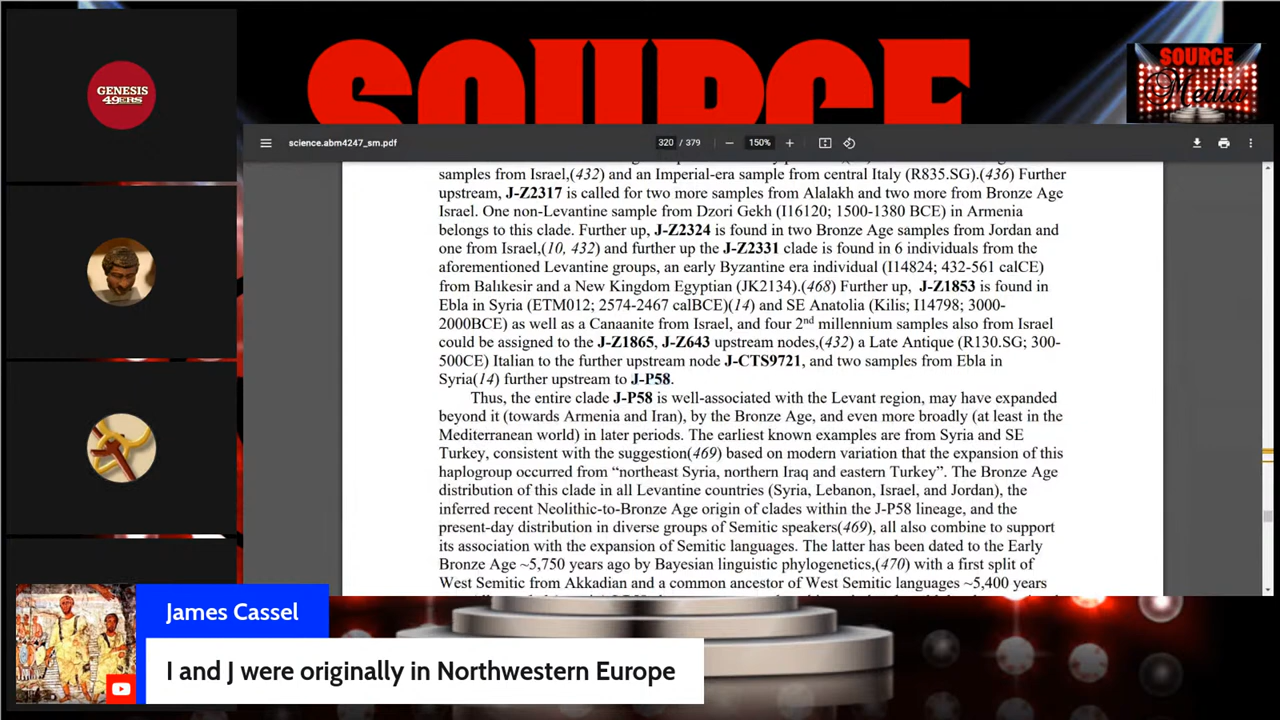 SOURCE
SOURCE
Media
GENESIS
49ERS
science.abm4247_sm.pdf
320 / 379
150%
samples from Israel,(432) and an Imperial-era sample from central Italy (R835.SG).(436) Further
upstream, J-Z2317 is called for two more samples from Alalakh and two more from Bronze Age
Israel. One non-Levantine sample from Dzori Gekh (I16120; 1500-1380 BCE) in Armenia
belongs to this clade. Further up, J-Z2324 is found in two Bronze Age samples from Jordan and
one from Israel,(10, 432) and further up the J-Z2331 clade is found in 6 individuals from the
aforementioned Levantine groups, an early Byzantine era individual (I14824; 432-561 calCE)
from Balıkesir and a New Kingdom Egyptian (JK2134).(468) Further up, J-Z1853 is found in
Ebla in Syria (ETM012; 2574-2467 calBCE)(14) and SE Anatolia (Kilis; I14798; 3000-
2000BCE) as well as a Canaanite from Israel, and four 2nd millennium samples also from Israel
could be assigned to the J-Z1865, J-Z643 upstream nodes,(432) a Late Antique (R130.SG; 300-
500CE) Italian to the further upstream node J-CTS9721, and two samples from Ebla in
Syria(14) further upstream to J-P58.
Thus, the entire clade J-P58 is well-associated with the Levant region, may have expanded
beyond it (towards Armenia and Iran), by the Bronze Age, and even more broadly (at least in the
Mediterranean world) in later periods. The earliest known examples are from Syria and SE
Turkey, consistent with the suggestion(469) based on modern variation that the expansion of this
haplogroup occurred from “northeast Syria, northern Iraq and eastern Turkey”. The Bronze Age
distribution of this clade in all Levantine countries (Syria, Lebanon, Israel, and Jordan), the
inferred recent Neolithic-to-Bronze Age origin of clades within the J-P58 lineage, and the
present-day distribution in diverse groups of Semitic speakers(469), all also combine to support
its association with the expansion of Semitic languages. The latter has been dated to the Early
Bronze Age ~5,750 years ago by Bayesian linguistic phylogenetics,(470) with a first split of
West Semitic from Akkadian and a common ancestor of West Semitic languages ~5,400 years
James Cassel
I and J were originally in Northwestern Europe